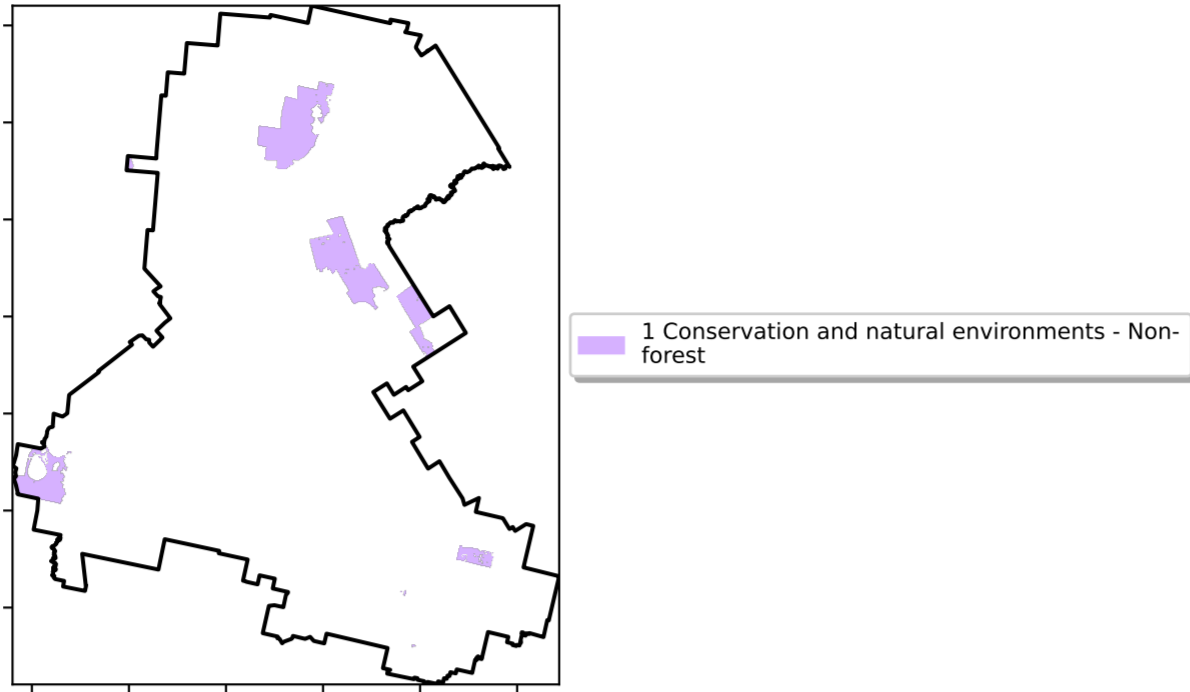 1 Conservation and natural environments - Non-
forest